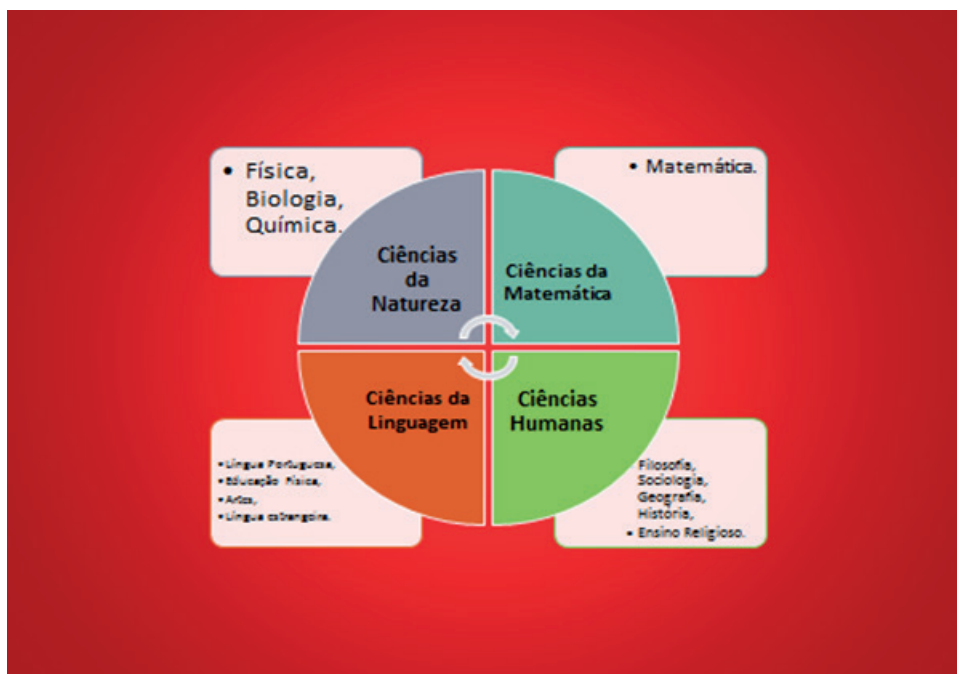 • Física,
Biologia,
Química.
• Matemática.
Ciências
da
Natureza
Ciências da
Matemática
Ciências da
Linguagem
Ciências
Humanas
• Língua Portuguesa,
• Educação Física,
• Artes,
• Língua estrangeira.
Filosofia,
Sociologia,
Geografia,
História,
• Ensino Religioso.